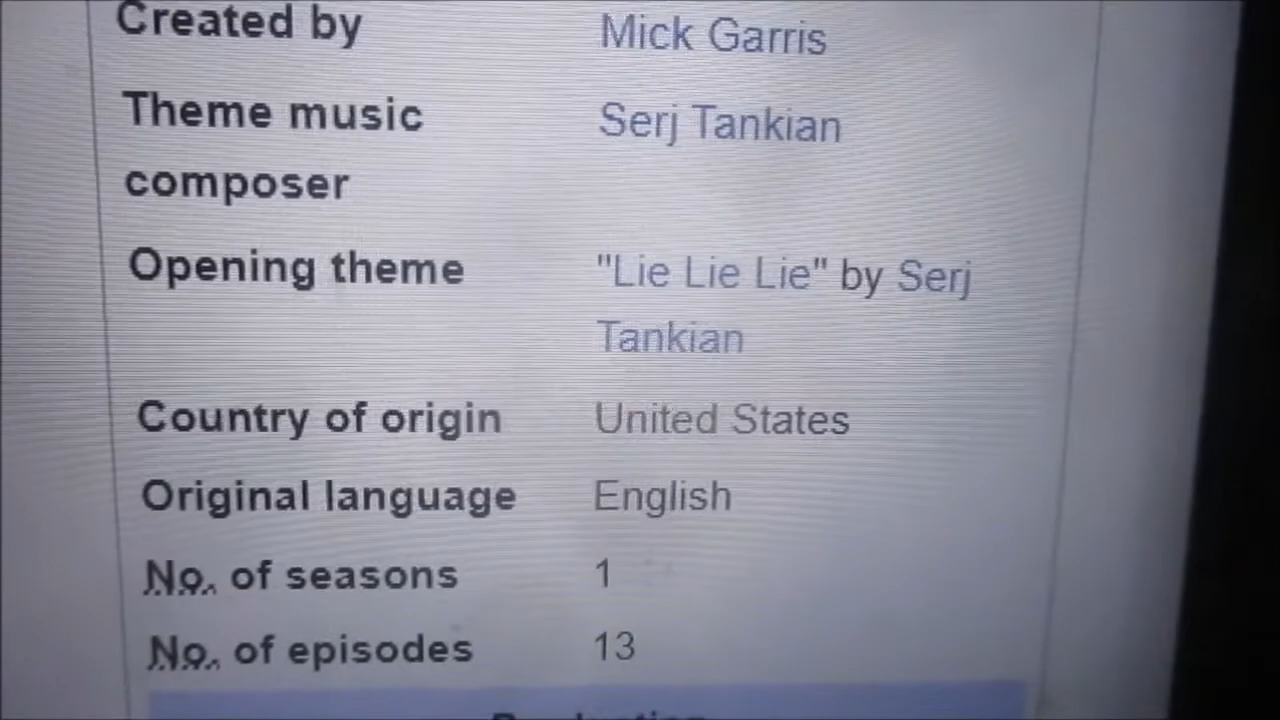 Created by Mick Garris
Theme music Serj Tankian
composer
Opening theme "Lie Lie Lie" by Serj
Tankian
Country of origin United States
Original language English
No. of seasons 1
No. of episodes 13